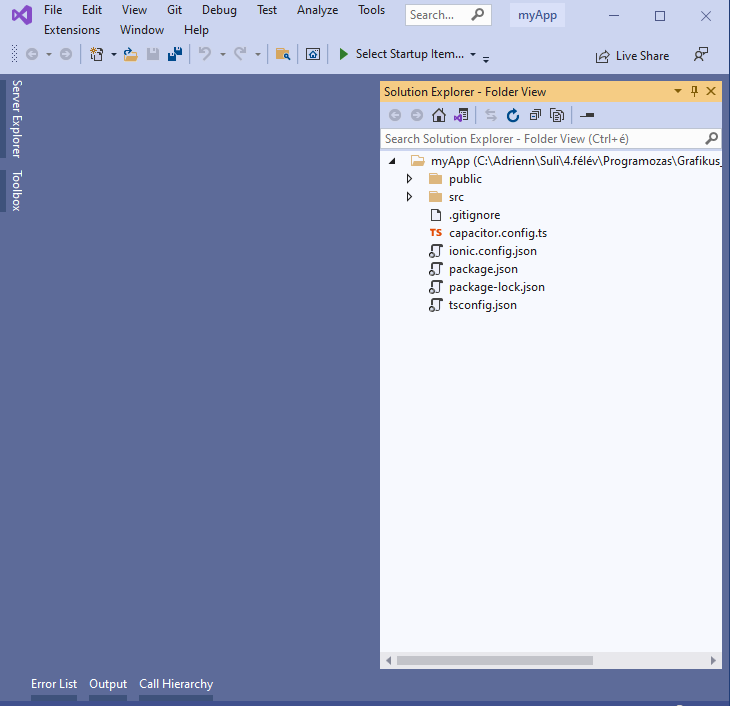 File Edit View Git Debug Test Analyze Tools Search... myApp
Extensions Window Help
Select Startup Item... Live Share
Server Explorer
Toolbox
Solution Explorer - Folder View
Search Solution Explorer - Folder View (Ctrl+é)
myApp (C:\Adrienn\Suli\4.félév\Programozas\Grafikus_
public
src
.gitignore
TS capacitor.config.ts
ionic.config.json
package.json
package-lock.json
tsconfig.json
Error List Output Call Hierarchy